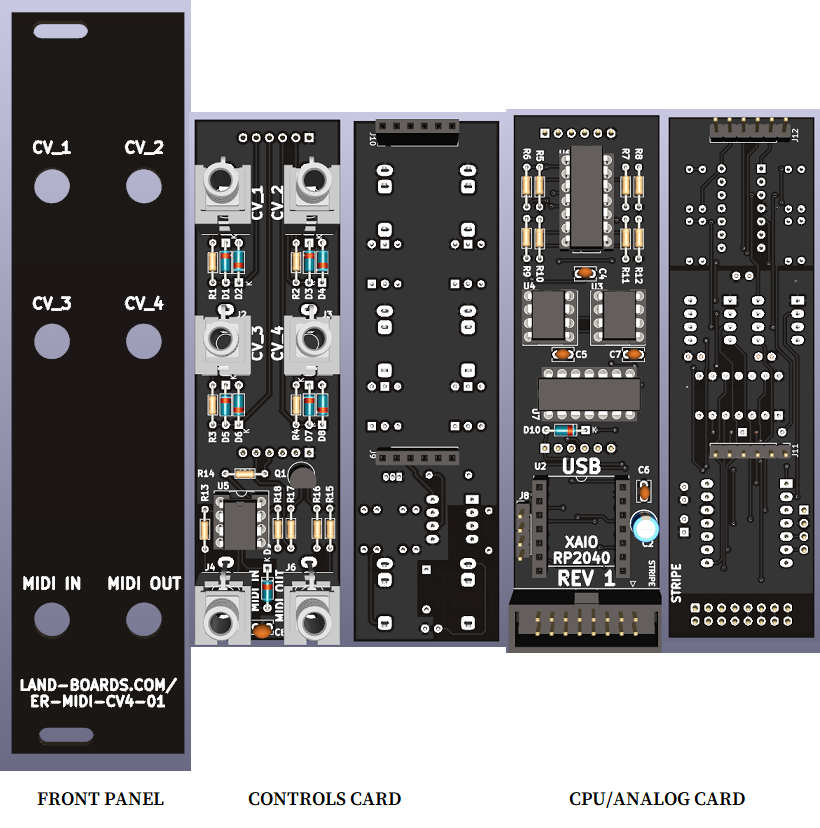 CV_1
CV_2
CV_3
CV_4
MIDI IN
MIDI OUT
LAND-BOARDS.COM/
ER-MIDI-CV4-01
FRONT PANEL
CV_1
CV_2
R1
D1
D2
K
R2
D3
D4
K
J2
J3
CV_3
CV_4
R3
D5
D6
K
R4
D7
D8
K
R14
Q1
R13
U5
R18
R17
R16
R15
J4
K
J6
MIDI IN
MIDI OUT
J10
J9
CONTROLS CARD
R6
R5
R7
R8
R9
R10
R11
R12
C4
U4
U3
C5
C7
U7
D10
K
USB
U2
C6
J8
XAIO
RP2040
REV 1
STRIPE
J12
J11
STRIPE
CPU/ANALOG CARD